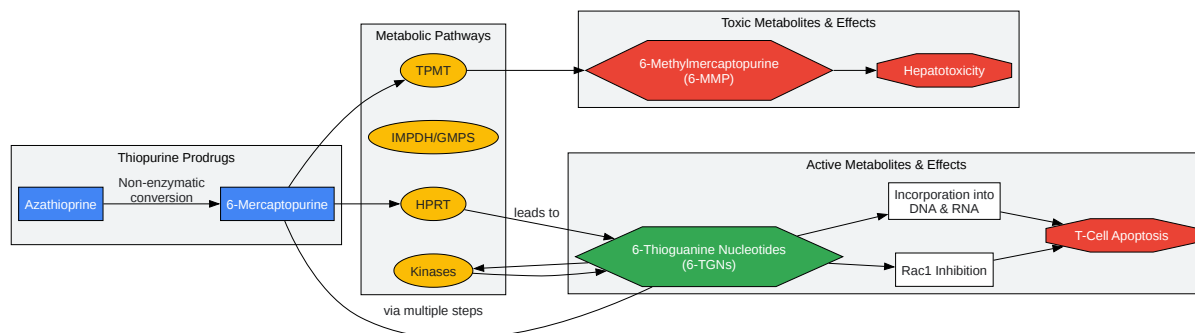 Thiopurine Prodrugs
Azathioprine
Non-enzymatic
conversion
6-Mercaptopurine
Metabolic Pathways
TPMT
IMPDH/GMPS
HPRT
Kinases
via multiple steps
leads to
Toxic Metabolites & Effects
6-Methylmercaptopurine
(6-MMP)
Hepatotoxicity
Active Metabolites & Effects
6-Thioguanine Nucleotides
(6-TGNs)
Incorporation into
DNA & RNA
Rac1 Inhibition
T-Cell Apoptosis